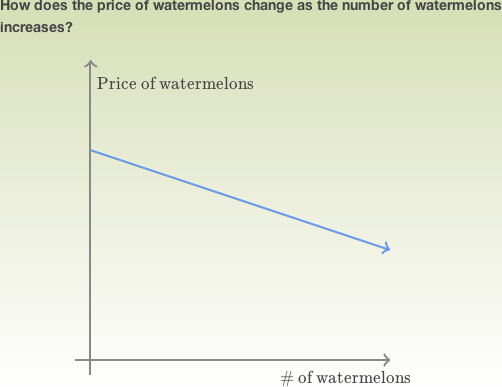 How does the price of watermelons change as the number of watermelons
increases?
Price of watermelons
# of watermelons